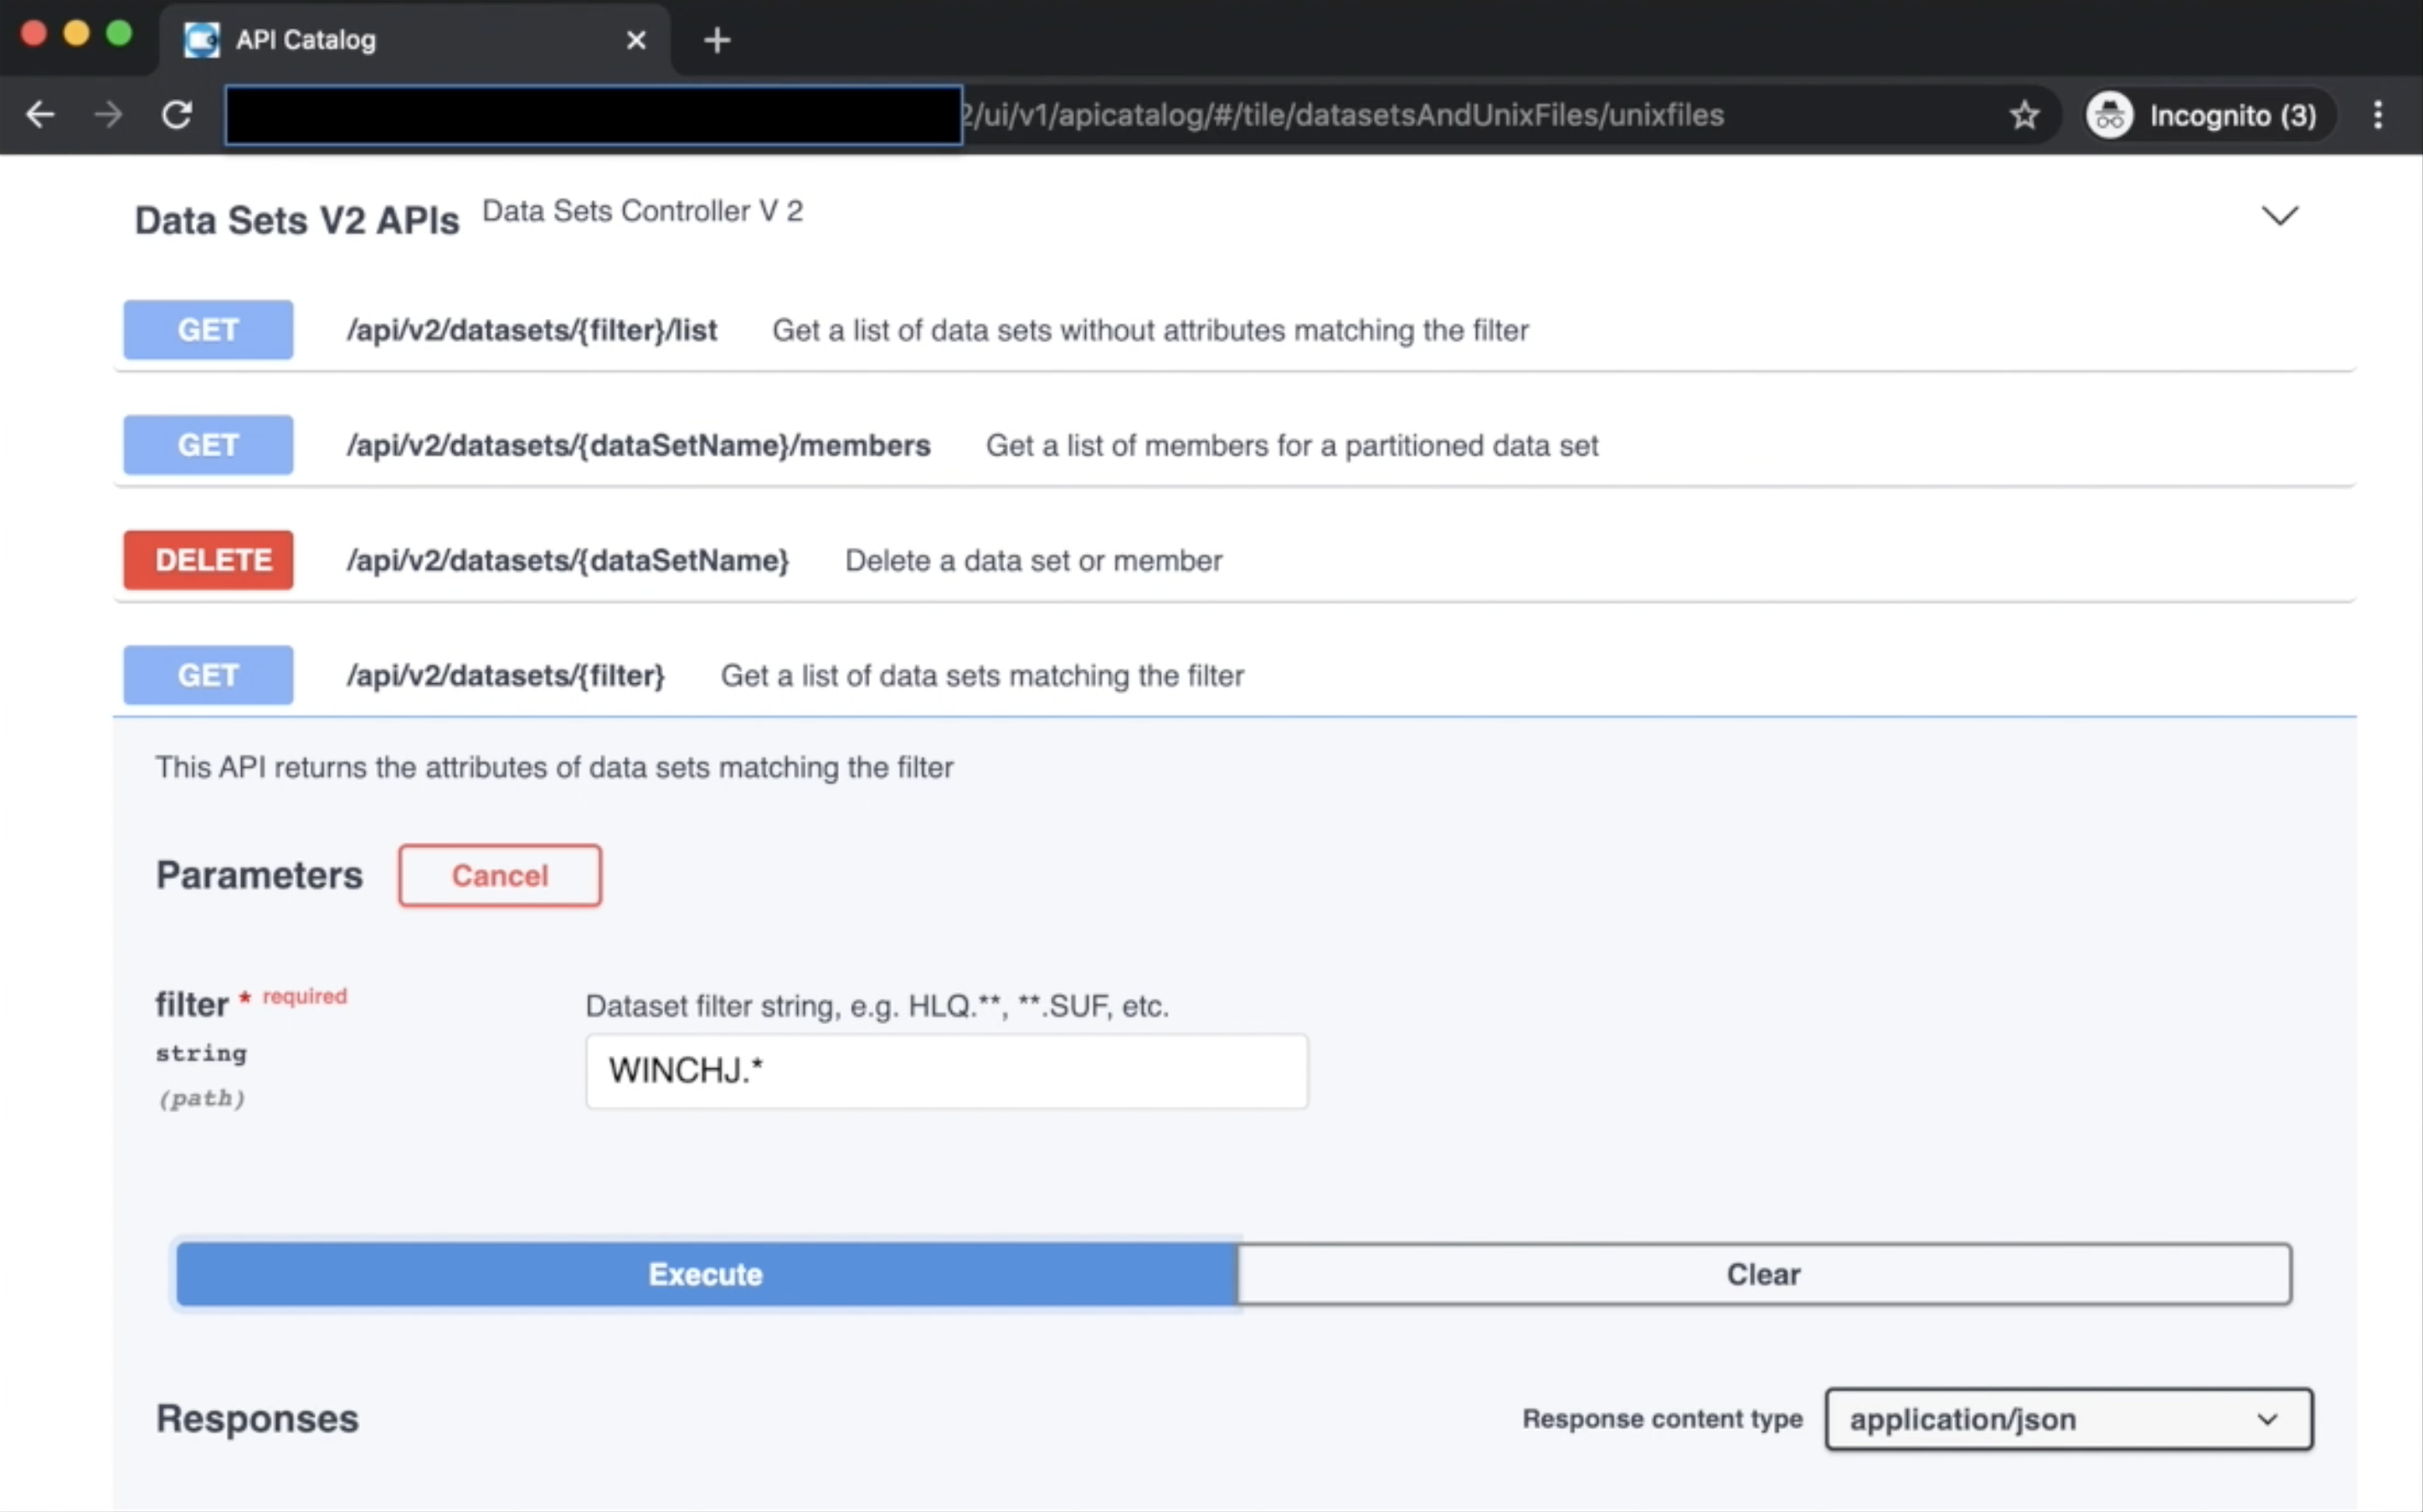 API Catalog
2/ui/v1/apicatalog/#/tile/datasetsAndUnixFiles/unixfiles
Incognito (3)
Data Sets V2 APIs Data Sets Controller V 2
GET /api/v2/datasets/{filter}/list Get a list of data sets without attributes matching the filter
GET /api/v2/datasets/{dataSetName}/members Get a list of members for a partitioned data set
DELETE /api/v2/datasets/{dataSetName} Delete a data set or member
GET /api/v2/datasets/{filter} Get a list of data sets matching the filter
This API returns the attributes of data sets matching the filter
Parameters Cancel
filter * required
string
(path)
Dataset filter string, e.g. HLQ.**, **.SUF, etc.
WINCHJ.*
Execute Clear
Responses Response content type application/json